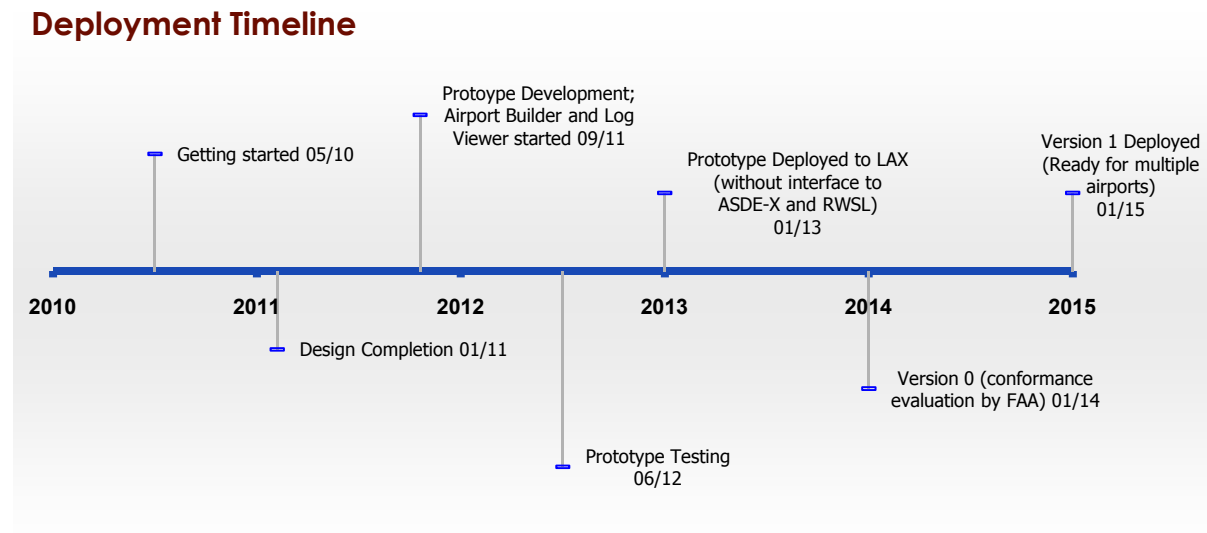 Deployment Timeline
Protoype Development;
Airport Builder and Log
Viewer started 09/11
Getting started 05/10
Prototype Deployed to LAX
(without interface to
ASDE-X and RWSL)
01/13
Version 1 Deployed
(Ready for multiple
airports)
01/15
2010
2011
2012
2013
2014
2015
Design Completion 01/11
Version 0 (conformance
evaluation by FAA) 01/14
Prototype Testing
06/12